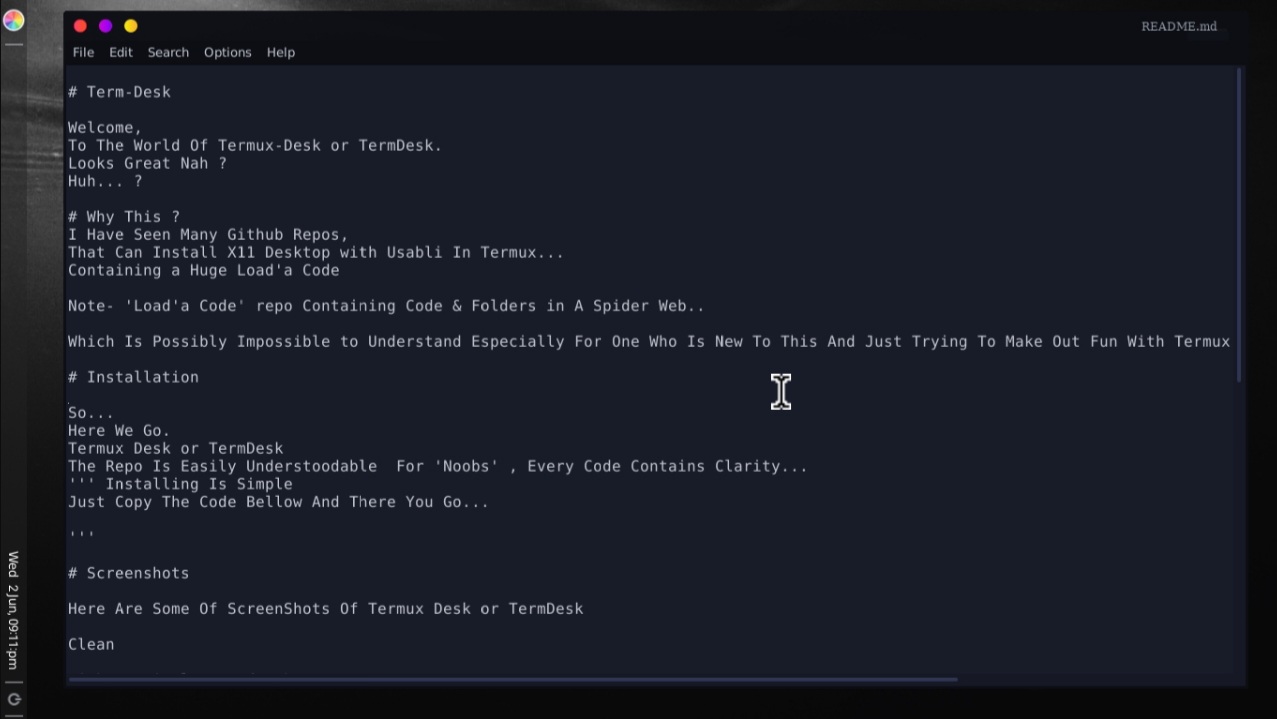 README.md
File Edit Search Options Help
# Term-Desk
Welcome,
To The World Of Termux-Desk or TermDesk.
Looks Great Nah ?
Huh... ?
# Why This ?
I Have Seen Many Github Repos,
That Can Install X11 Desktop with Usabli In Termux...
Containing a Huge Load'a Code
Note- 'Load'a Code' repo Containing Code & Folders in A Spider Web..
Which Is Possibly Impossible to Understand Especially For One Who Is New To This And Just Trying To Make Out Fun With Termux
# Installation
So...
Here We Go.
Termux Desk or TermDesk
The Repo Is Easily Understoodable  For 'Noobs' , Every Code Contains Clarity...
''' Installing Is Simple
Just Copy The Code Bellow And There You Go...
'''
# Screenshots
Here Are Some Of ScreenShots Of Termux Desk or TermDesk
Clean
Wed 2 Jun, 09:11:pm